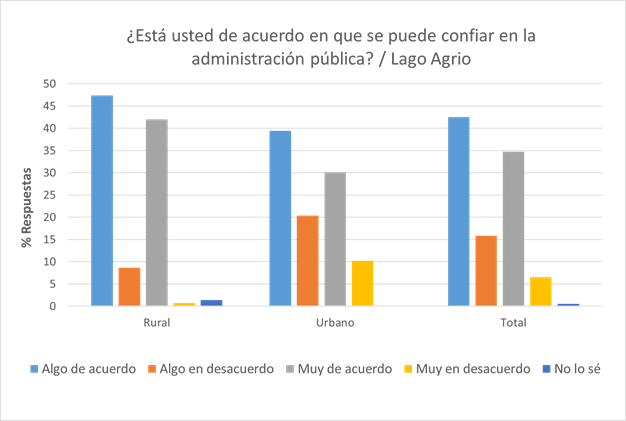 ¿Está usted de acuerdo en que se puede confiar en la
administración pública? / Lago Agrio
% Respuestas
50
45
40
35
30
25
20
15
10
5
0
Rural Urbano Total
Algo de acuerdo Algo en desacuerdo Muy de acuerdo Muy en desacuerdo No lo sé